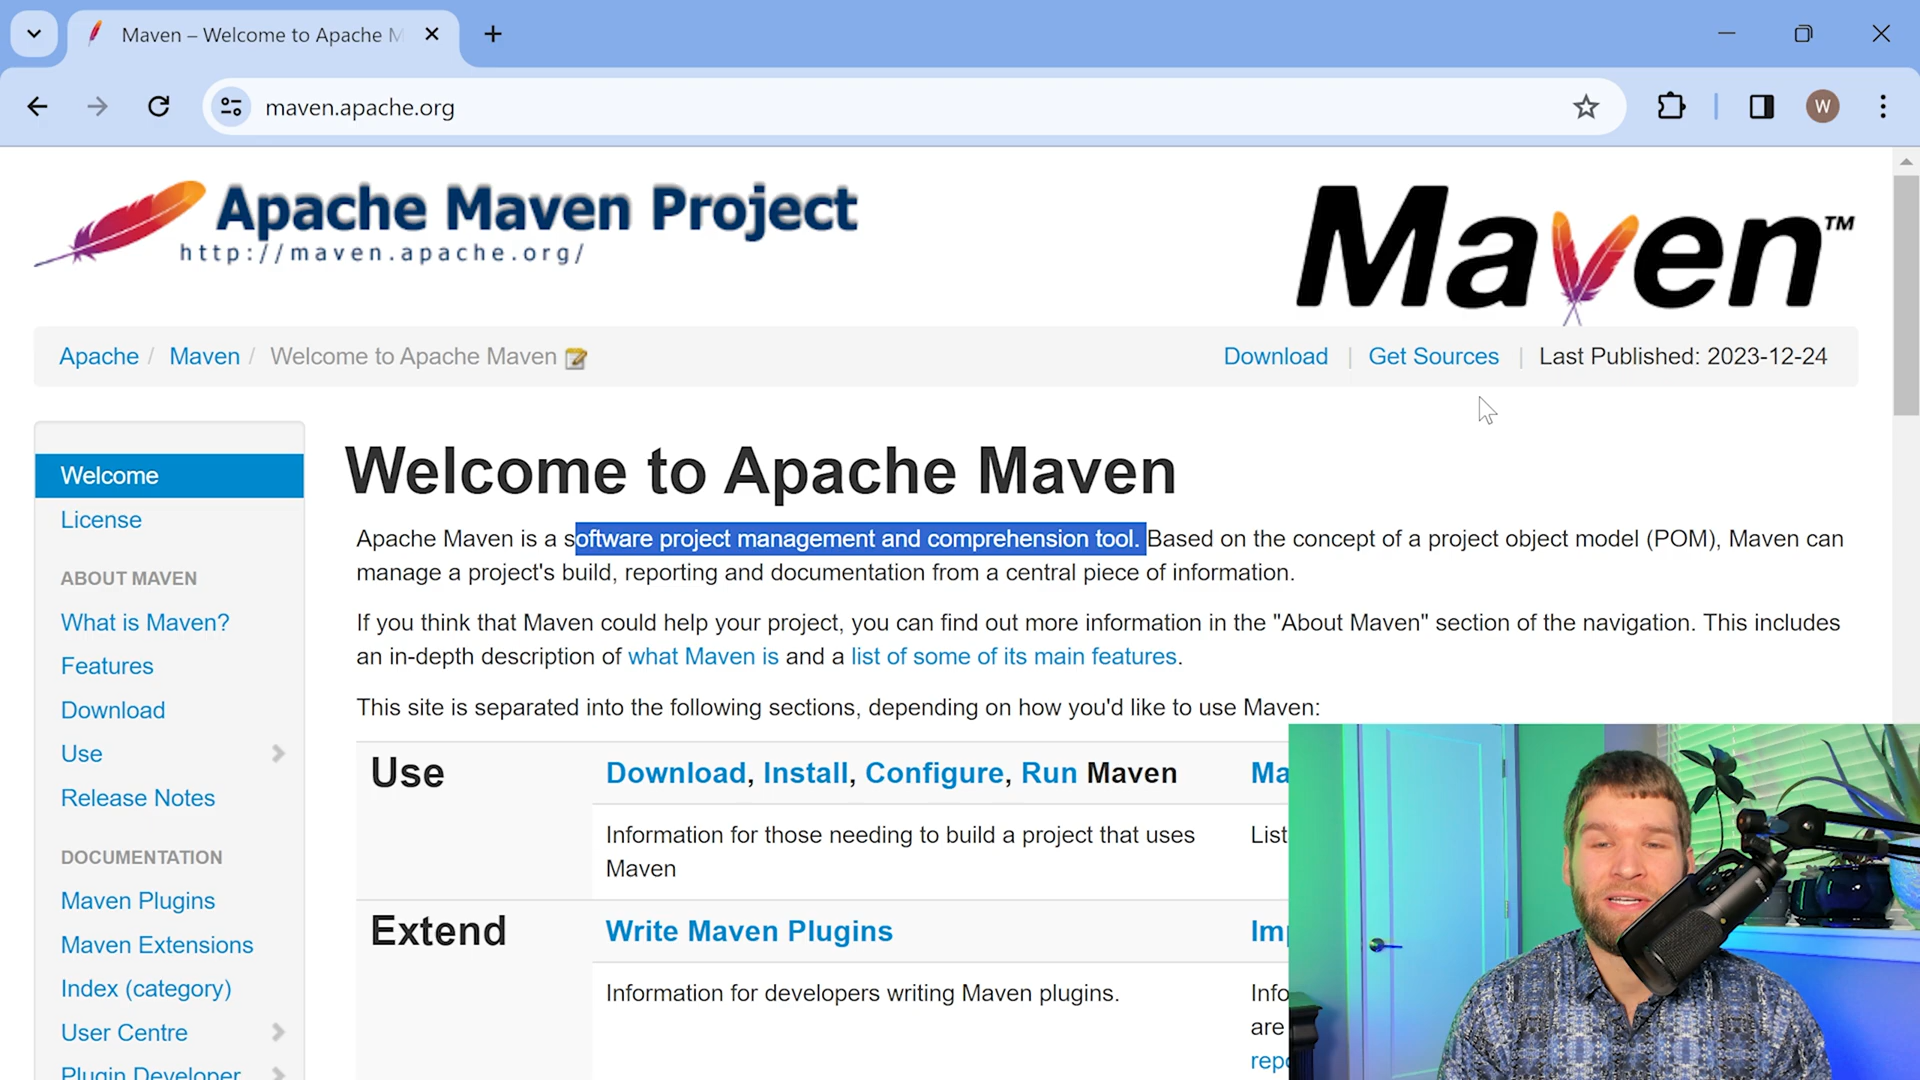 Maven – Welcome to Apache M
maven.apache.org
W
Apache Maven Project
http://maven.apache.org/
Maven™
Apache / Maven / Welcome to Apache Maven
Download | Get Sources | Last Published: 2023-12-24
Welcome
License
ABOUT MAVEN
What is Maven?
Features
Download
Use
Release Notes
DOCUMENTATION
Maven Plugins
Maven Extensions
Index (category)
User Centre
Plugin Developer
Welcome to Apache Maven
Apache Maven is a software project management and comprehension tool. Based on the concept of a project object model (POM), Maven can
manage a project's build, reporting and documentation from a central piece of information.
If you think that Maven could help your project, you can find out more information in the "About Maven" section of the navigation. This includes
an in-depth description of what Maven is and a list of some of its main features.
This site is separated into the following sections, depending on how you'd like to use Maven:
Use
Download, Install, Configure, Run Maven
Information for those needing to build a project that uses
Maven
Ma
List
Extend
Write Maven Plugins
Information for developers writing Maven plugins.
Im
Info
are
repo